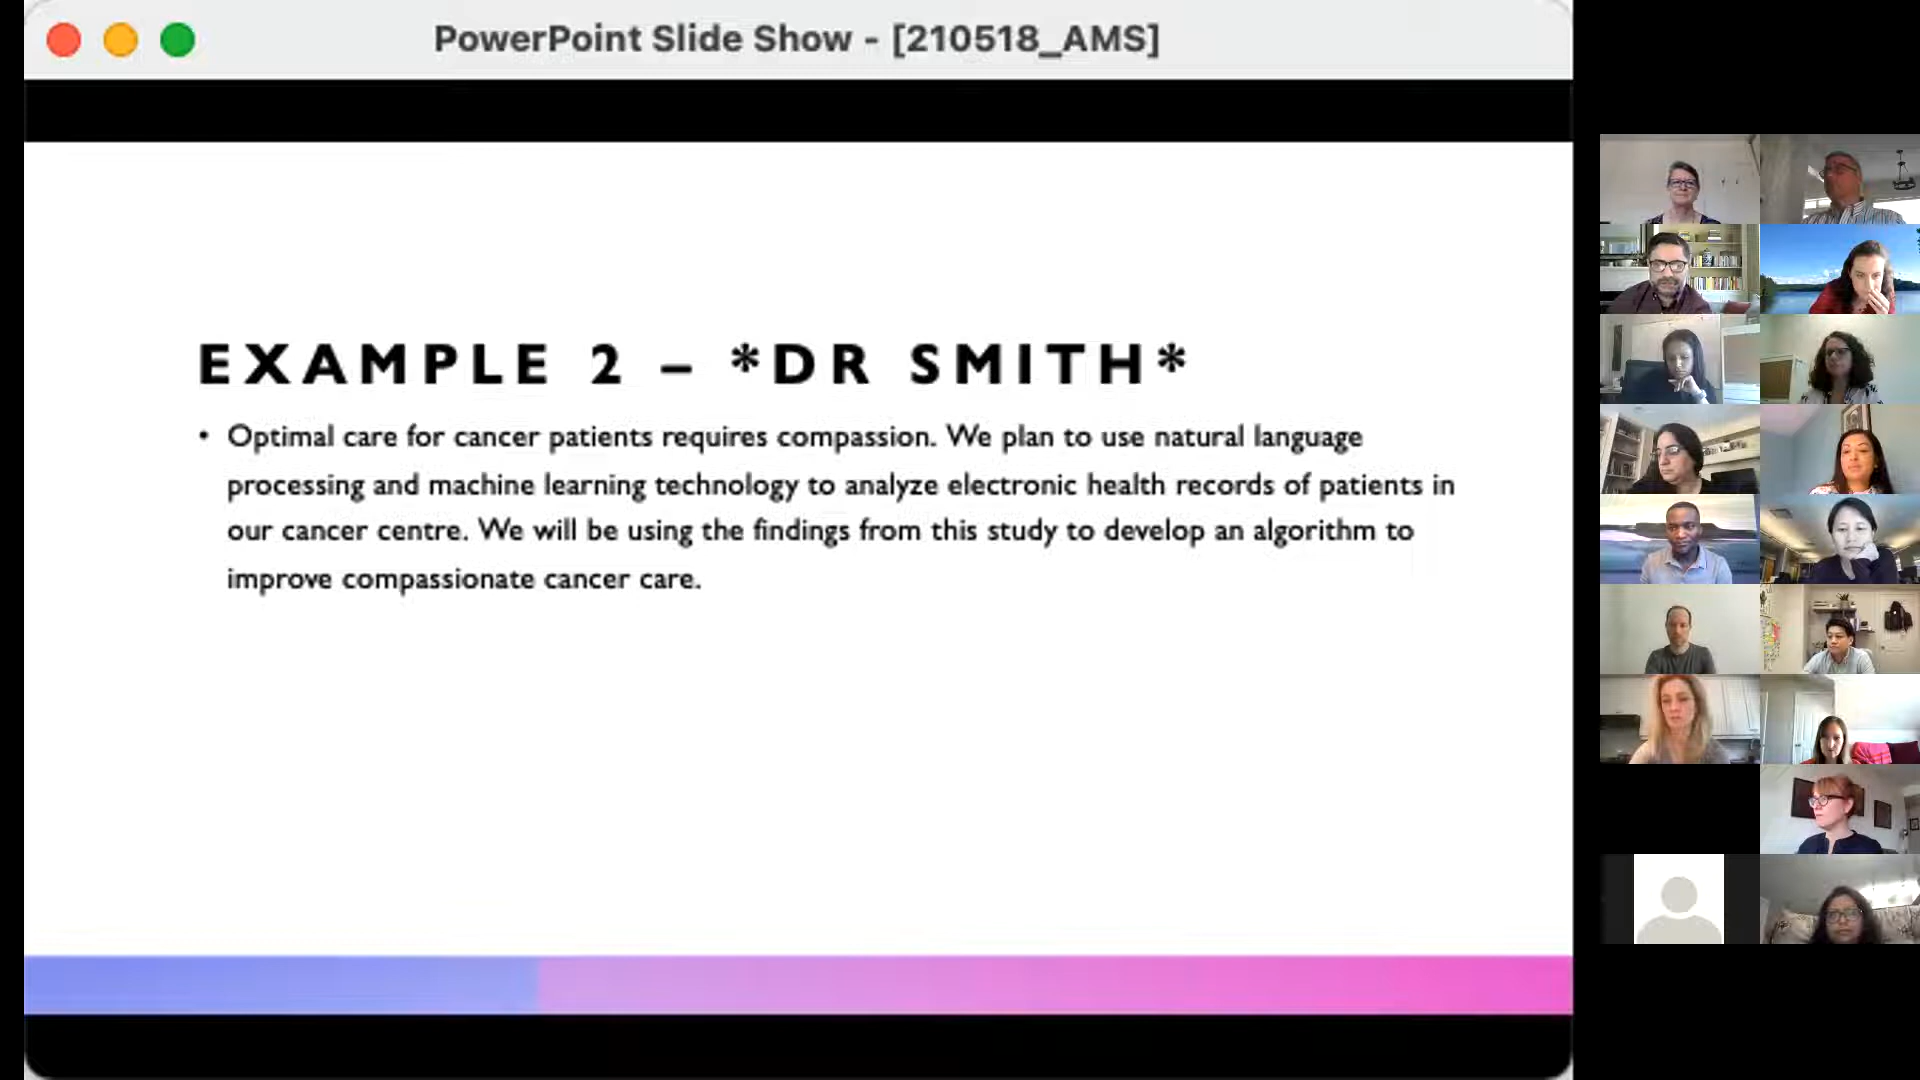 PowerPoint Slide Show - [210518_AMS]
EXAMPLE 2 – *DR SMITH*
• Optimal care for cancer patients requires compassion. We plan to use natural language
processing and machine learning technology to analyze electronic health records of patients in
our cancer centre. We will be using the findings from this study to develop an algorithm to
improve compassionate cancer care.